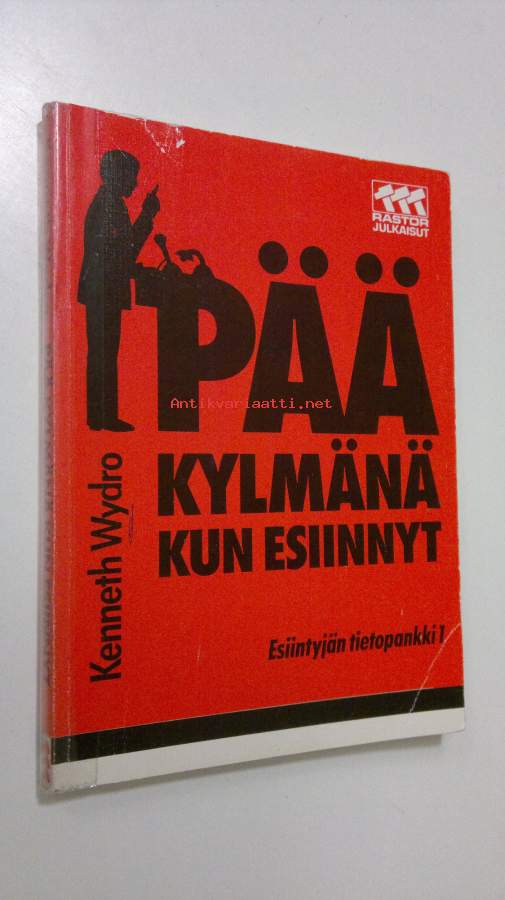 RASTOR
JULKAISUT
PÄÄ
Antikvariaatti.net
KYLMÄNÄ
KUN ESIINNYT
Kenneth Wydro
Esiintyjän tietopankki 1